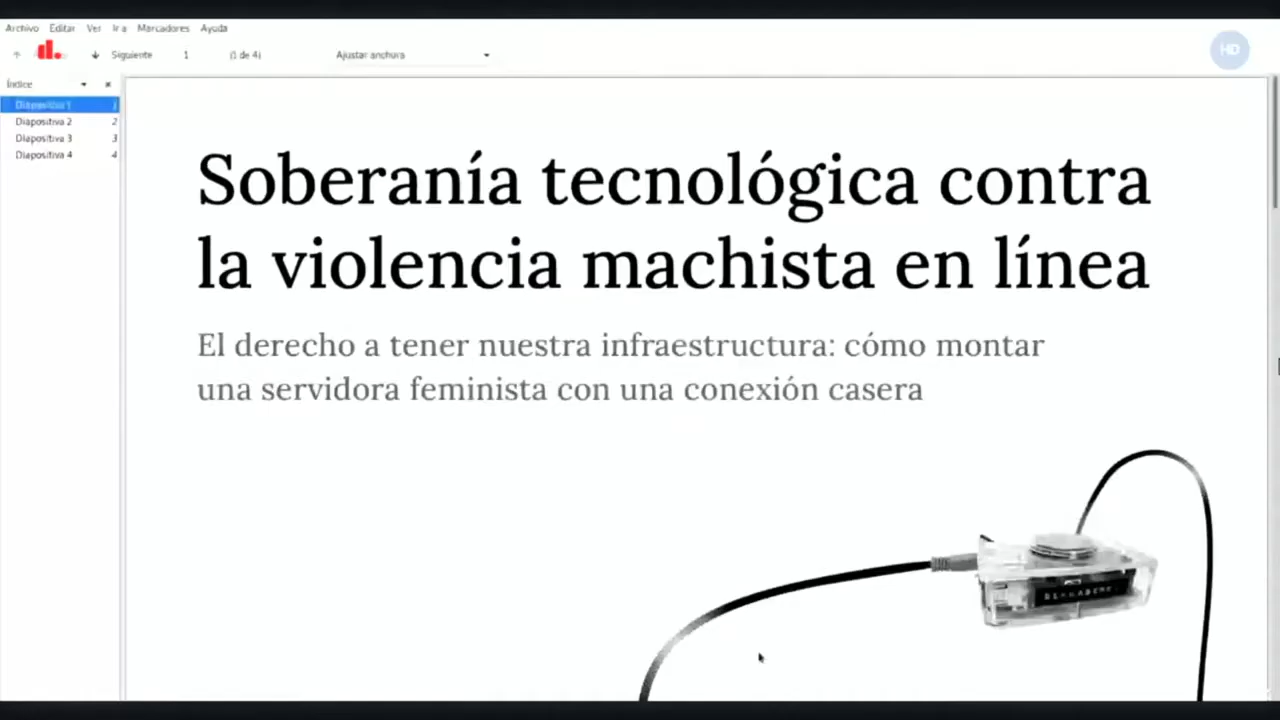 Archivo Editar Ver Ir a Marcadores Ayuda
Siguiente 1 (1 de 4) Ajustar anchura
HD
Índice
Diapositiva 1 1
Diapositiva 2 2
Diapositiva 3 3
Diapositiva 4 4
Soberanía tecnológica contra
la violencia machista en línea
El derecho a tener nuestra infraestructura: cómo montar
una servidora feminista con una conexión casera